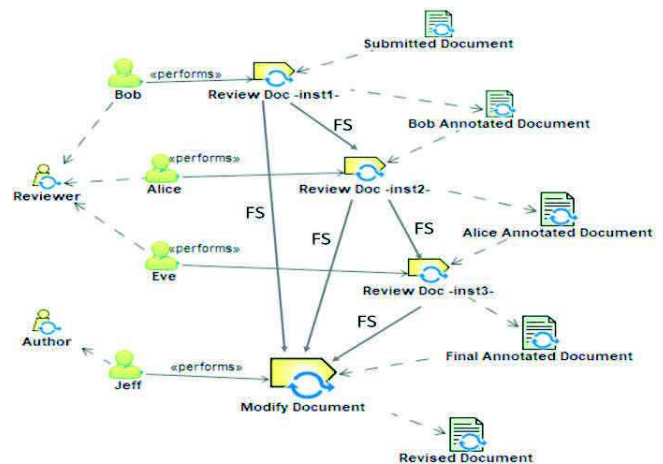 Submitted Document
«performs»
Bob
Review Doc -inst1-
FS
Bob Annotated Document
«performs»
Reviewer
Alice
Review Doc -inst2-
FS
FS
FS
Alice Annotated Document
«performs»
Eve
Review Doc -inst3-
FS
Author
Final Annotated Document
«performs»
Jeff
Modify Document
Revised Document